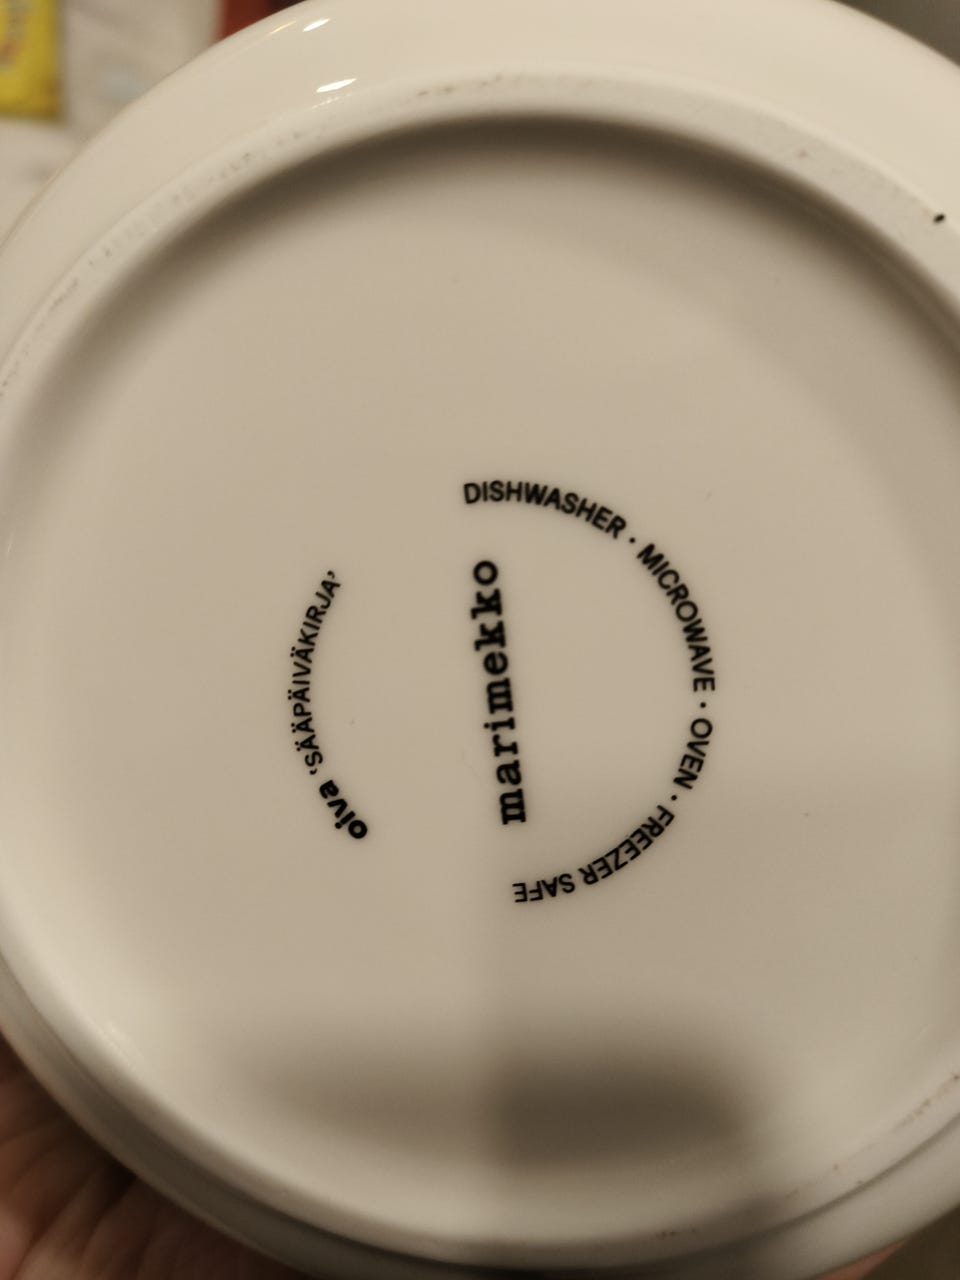 oiva 'SÄÄPÄIVÄKIRJA'
marimekko
DISHWASHER · MICROWAVE · OVEN · FREEZER SAFE